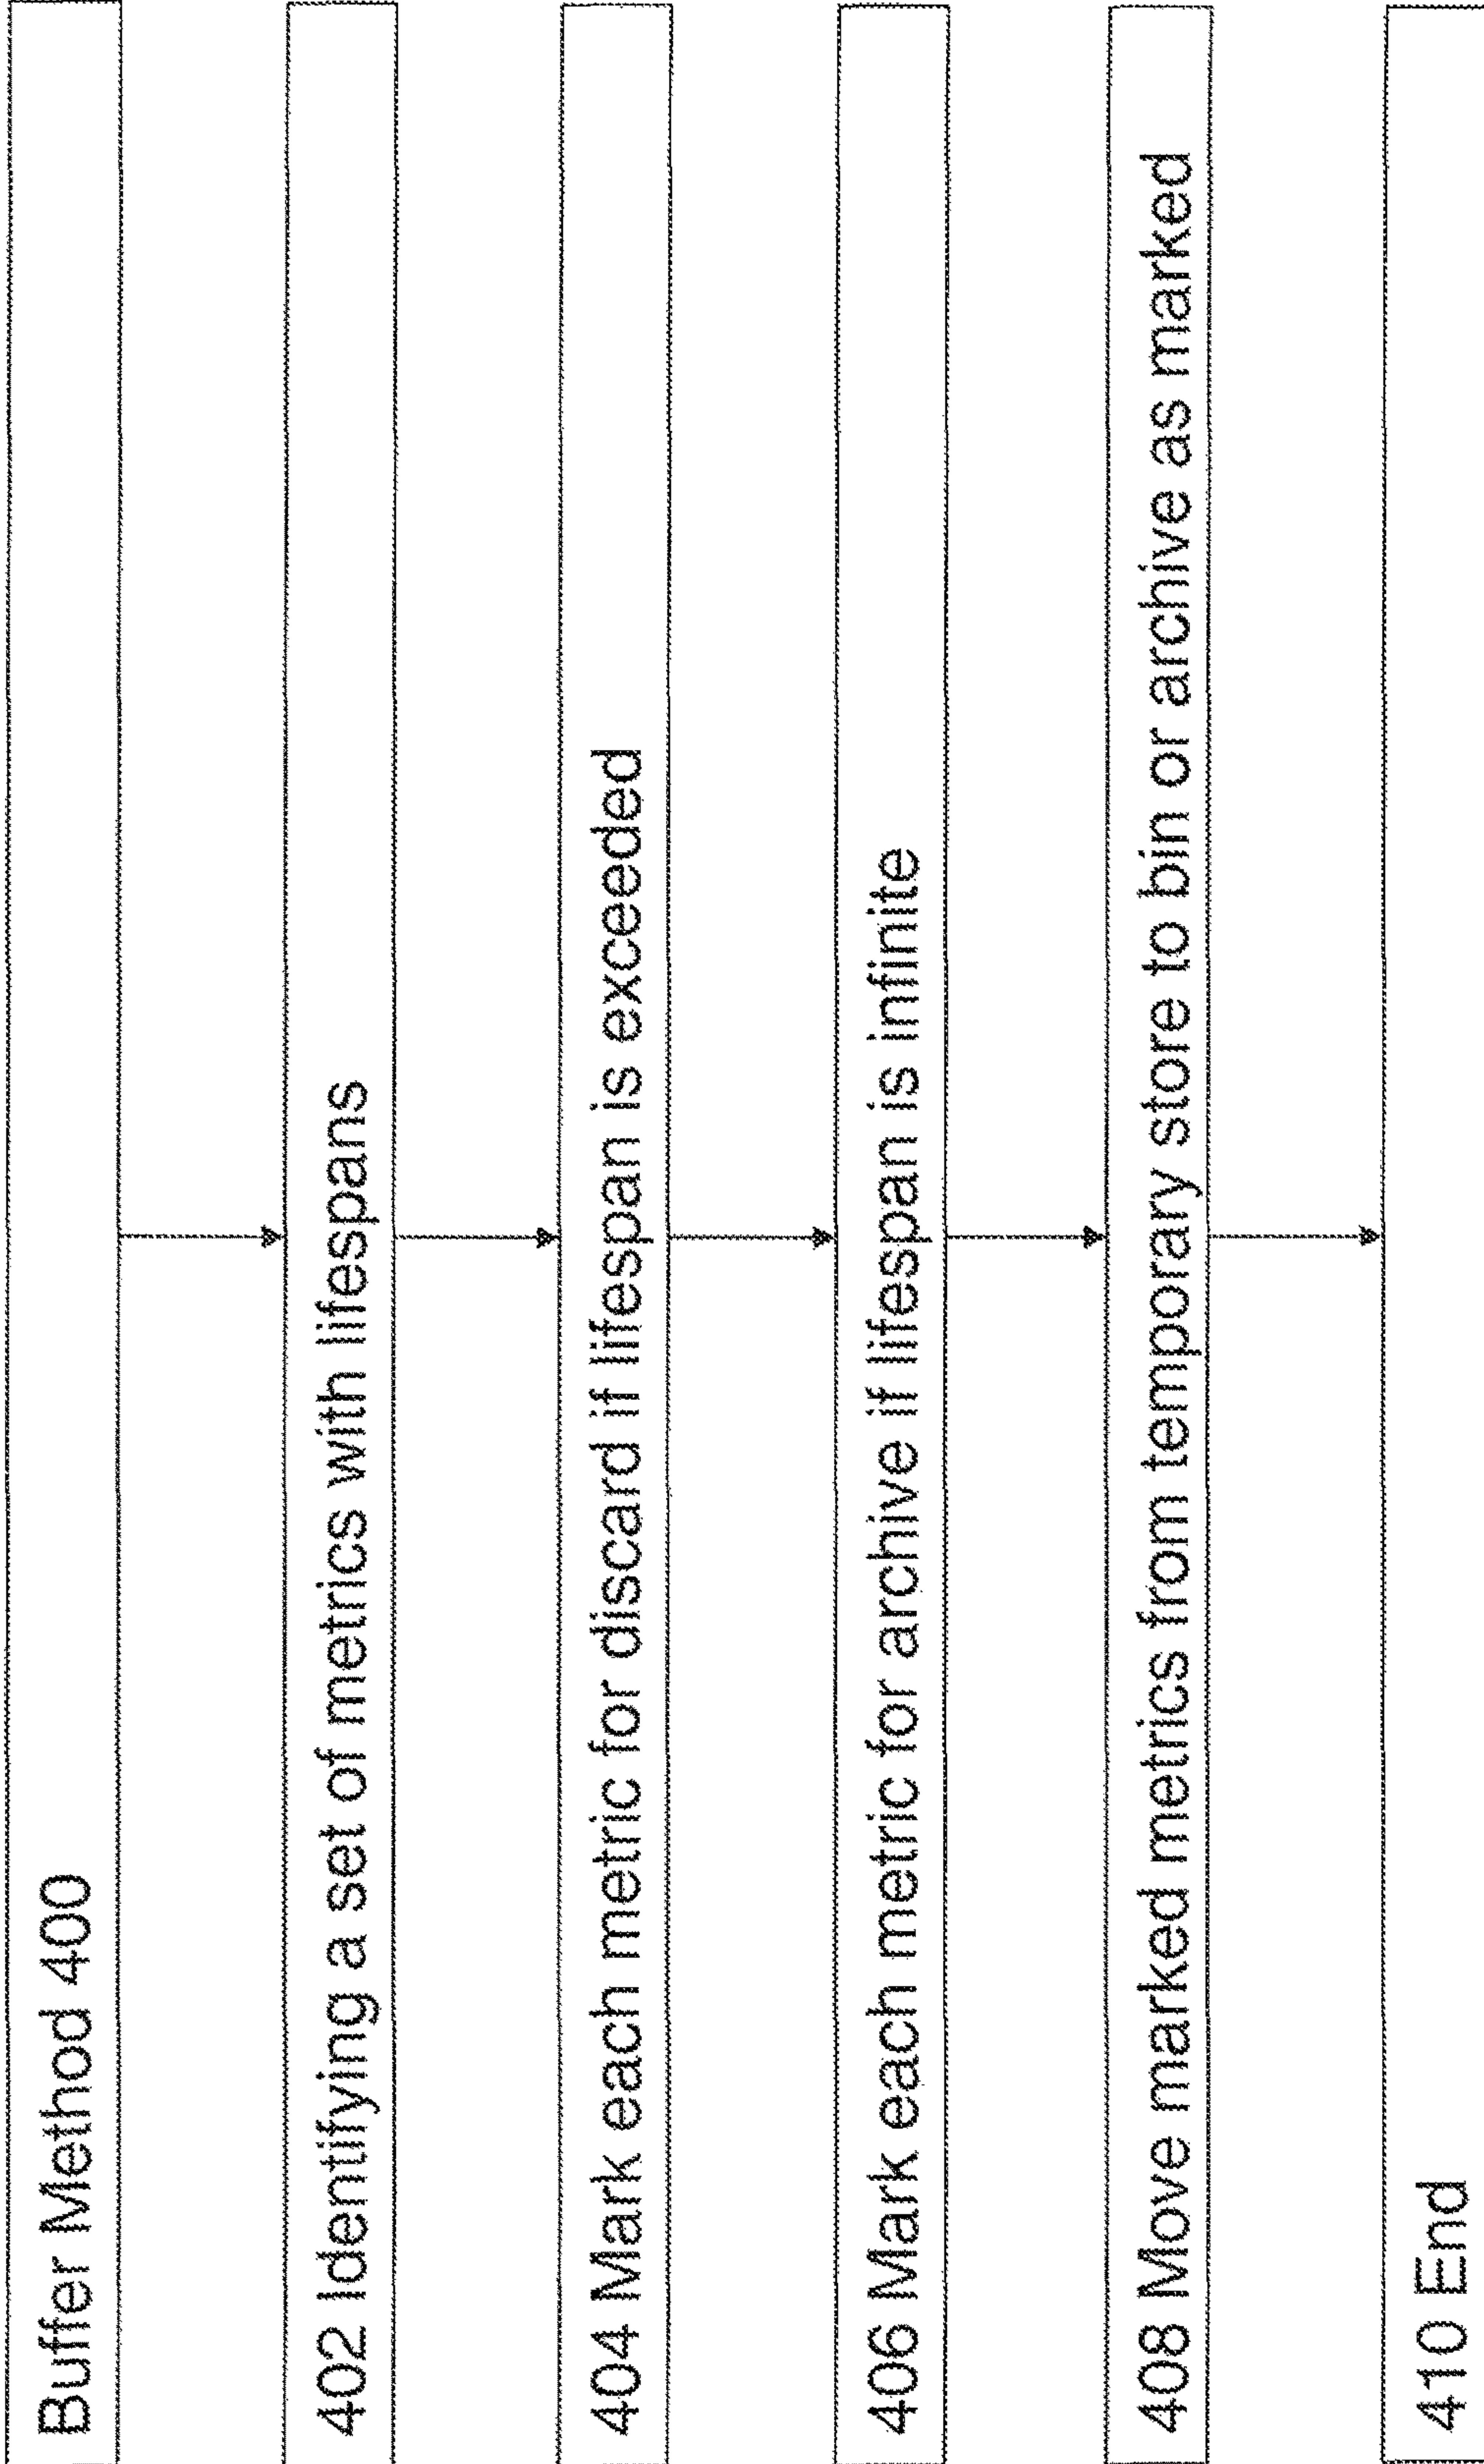 Buffer Method 400
402 Identifying a set of metrics with lifespans
404 Mark each metric for discard if lifespan is exceeded
406 Mark each metric for archive if lifespan is infinite
408 Move marked metrics from temporary store to bin or archive as marked
410 End